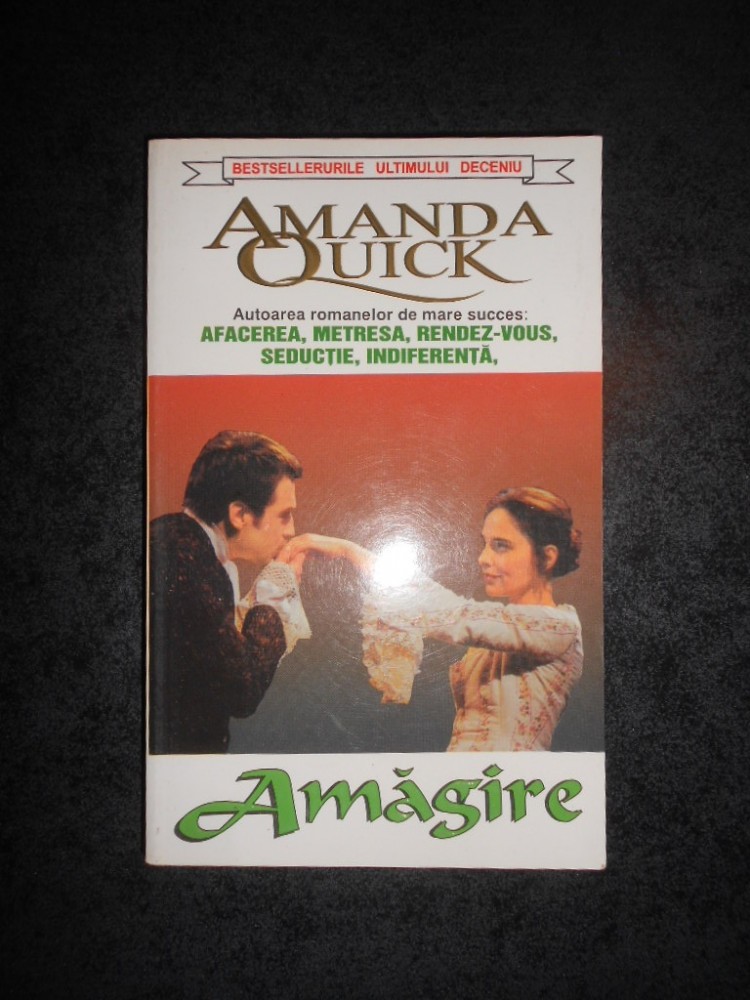 BESTSELLERURILE ULTIMULUI DECENIU
AMANDA
QUICK
Autoarea romanelor de mare succes:
AFACEREA, METRESA, RENDEZ-VOUS,
SEDUCȚIE, INDIFERENȚĂ,
Amăgire